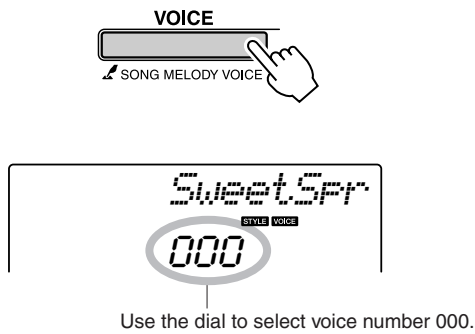 VOICE
SONG MELODY VOICE
SweetSpr
STYLE VOICE
000
Use the dial to select voice number 000.